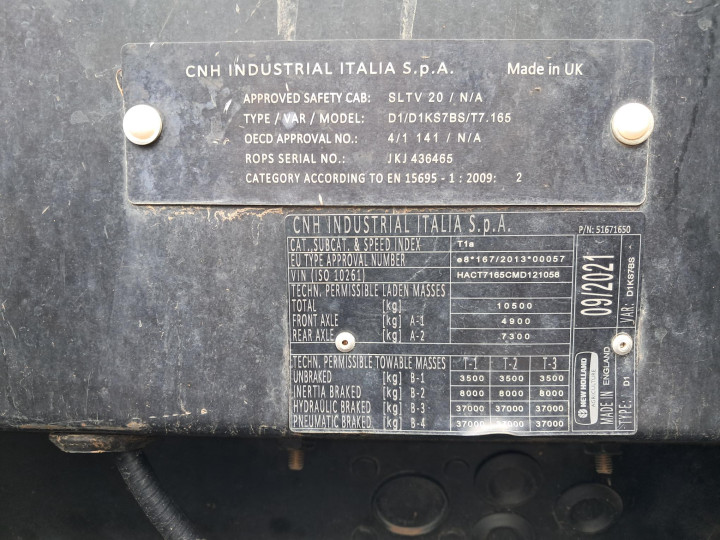 CNH INDUSTRIAL ITALIA S.p.A. Made in UK
APPROVED SAFETY CAB: SLTV 20 / N/A
TYPE / VAR / MODEL: D1/D1KS7BS/T7.165
OECD APPROVAL NO.: 4/1 141 / N/A
ROPS SERIAL NO.: JKJ 436465
CATEGORY ACCORDING TO EN 15695 - 1 : 2009: 2
CNH INDUSTRIAL ITALIA S.p.A. P/N: 51671650
CAT.,SUBCAT. & SPEED INDEX T1a
EU TYPE APPROVAL NUMBER e8*167/2013*00057
VIN (ISO 10261) HACT7165CMD121058
TECHN. PERMISSIBLE LADEN MASSES
TOTAL [kg] 10500
FRONT AXLE [kg] A-1 4900
REAR AXLE [kg] A-2 7300
TECHN. PERMISSIBLE TOWABLE MASSES T-1 T-2 T-3
UNBRAKED [kg] B-1 3500 3500 3500
INERTIA BRAKED [kg] B-2 8000 8000 8000
HYDRAULIC BRAKED [kg] B-3 37000 37000 37000
PNEUMATIC BRAKED [kg] B-4 37000 37000 37000
09/2021
NEW HOLLAND
MADE IN ENGLAND
TYPE: D1 VAR: D1KS7BS